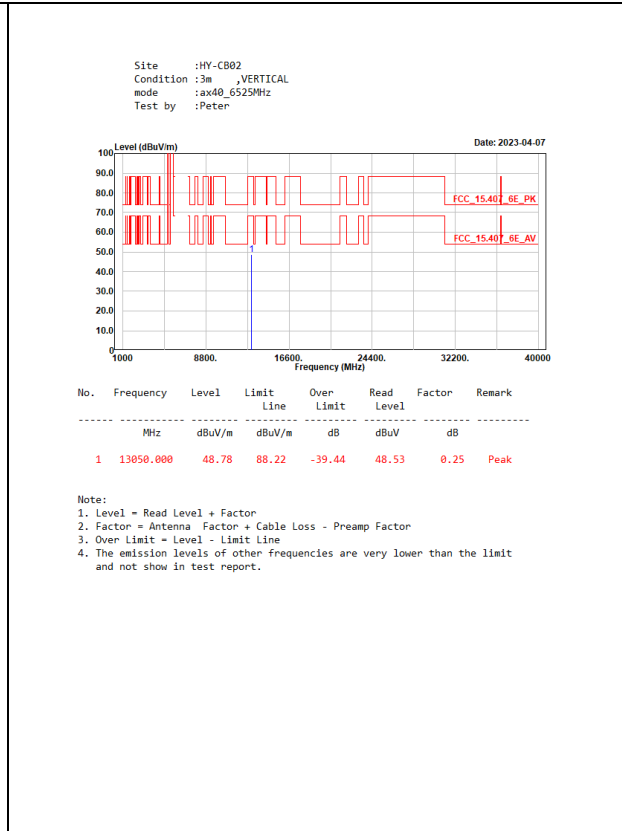 Site :HY-CB02
Condition :3m ,VERTICAL
mode :ax40_6525MHz
Test by :Peter
Level (dBuV/m) Date: 2023-04-07
100
90.0
80.0
FCC_15.407_6E_PK
70.0
60.0
FCC_15.407_6E_AV
1
50.0
40.0
30.0
20.0
10.0
0
1000 8800. 16600. 24400. 32200. 40000
Frequency (MHz)
No. Frequency Level Limit Over Read Factor Remark
Line Limit Level
------ ----------- -------- --------- -------- --------- -------- ---------
MHz dBuV/m dBuV/m dB dBuV dB
1 13050.000 48.78 88.22 -39.44 48.53 0.25 Peak
Note:
1. Level = Read Level + Factor
2. Factor = Antenna Factor + Cable Loss - Preamp Factor
3. Over Limit = Level - Limit Line
4. The emission levels of other frequencies are very lower than the limit
and not show in test report.